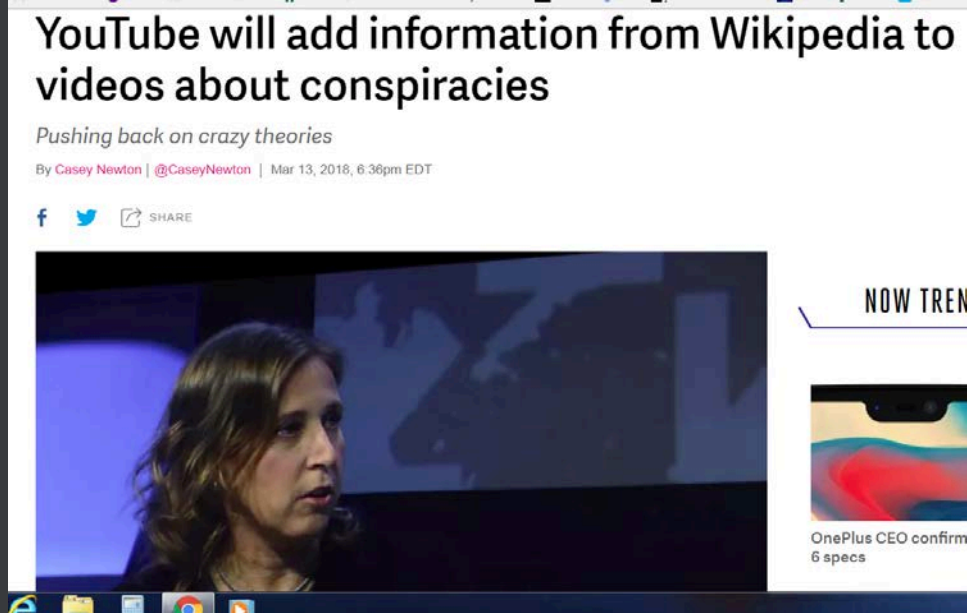 YouTube will add information from Wikipedia to
videos about conspiracies
Pushing back on crazy theories
By Casey Newton | @CaseyNewton | Mar 13, 2018, 6:36pm EDT
SHARE
NOW TREN
OnePlus CEO confirm
6 specs